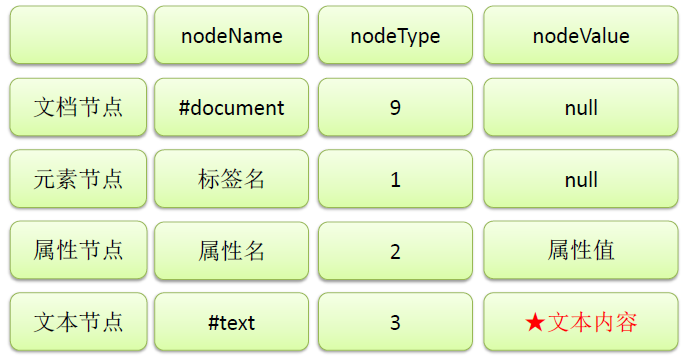 nodeName nodeType nodeValue
文档节点 #document 9 null
元素节点 标签名 1 null
属性节点 属性名 2 属性值
文本节点 #text 3 ★文本内容